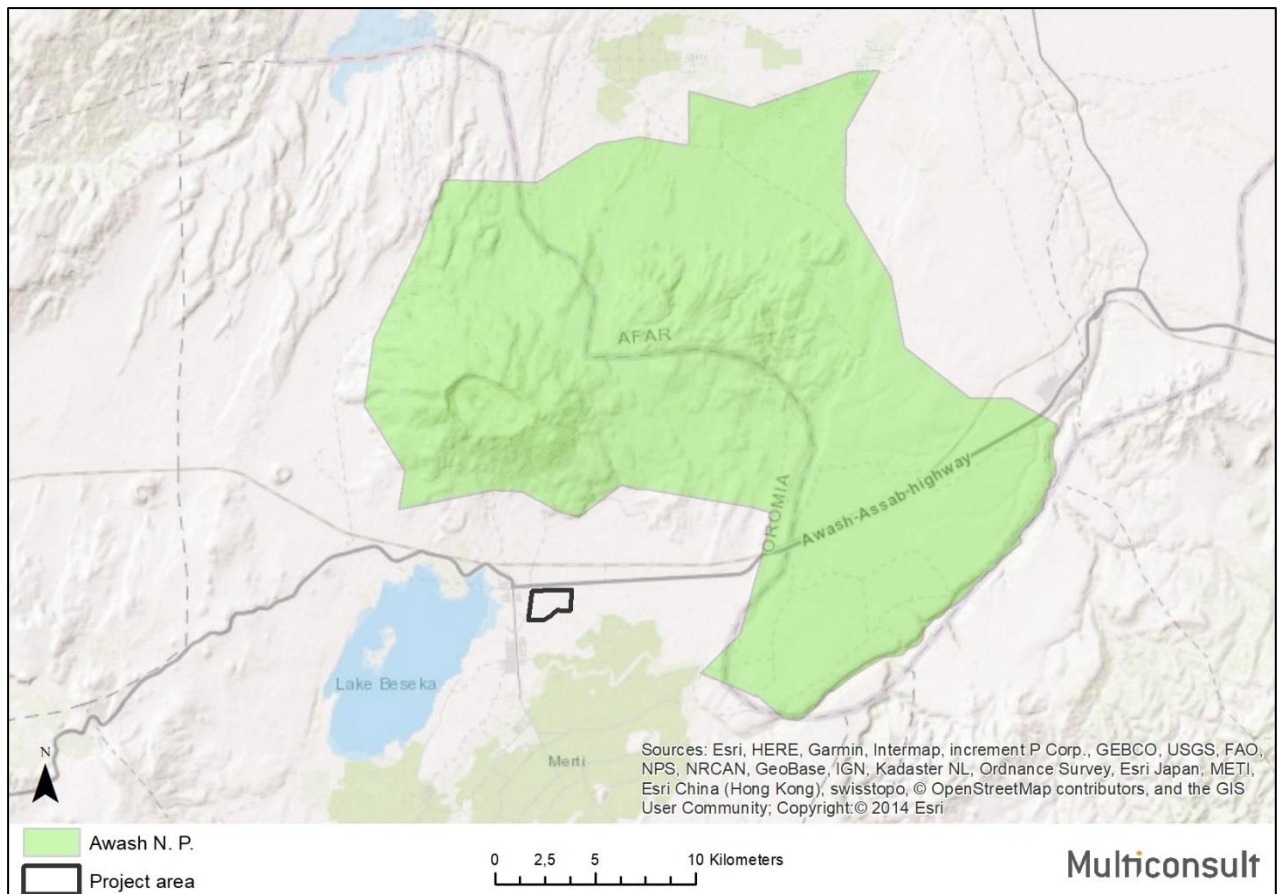 AFAR
OROMIA
Awash-Assab-highway
Lake Beseka
Merti
N
Sources: Esri, HERE, Garmin, Intermap, increment P Corp., GEBCO, USGS, FAO,
NPS, NRCAN, GeoBase, IGN, Kadaster NL, Ordnance Survey, Esri Japan, METI,
Esri China (Hong Kong), swisstopo, © OpenStreetMap contributors, and the GIS
User Community; Copyright:© 2014 Esri
Awash N. P.
Project area
0 2,5 5 10 Kilometers
Multiconsult